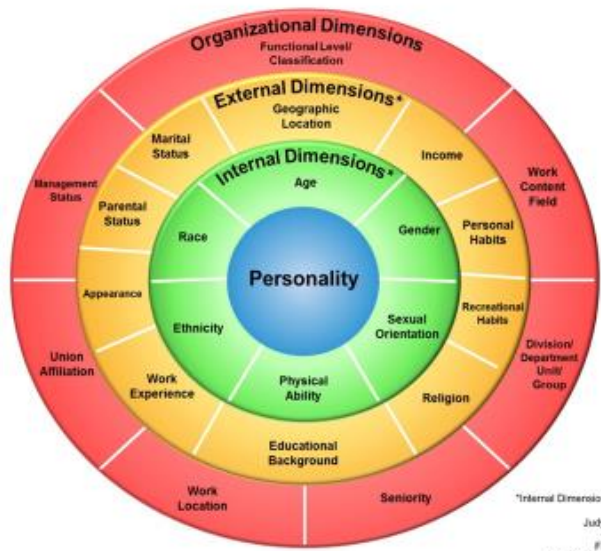 Organizational Dimensions
Functional Level/
Classification
External Dimensions*
Geographic
Location
Internal Dimensions*
Age
Marital
Status
Income
Management
Status
Work
Content
Field
Parental
Status
Personal
Habits
Race
Gender
Personality
Appearance
Recreational
Habits
Ethnicity
Sexual
Orientation
Union
Affiliation
Division/
Department
Unit/
Group
Work
Experience
Physical
Ability
Religion
Educational
Background
Work
Location
Seniority
*Internal Dimensio
Jud
F